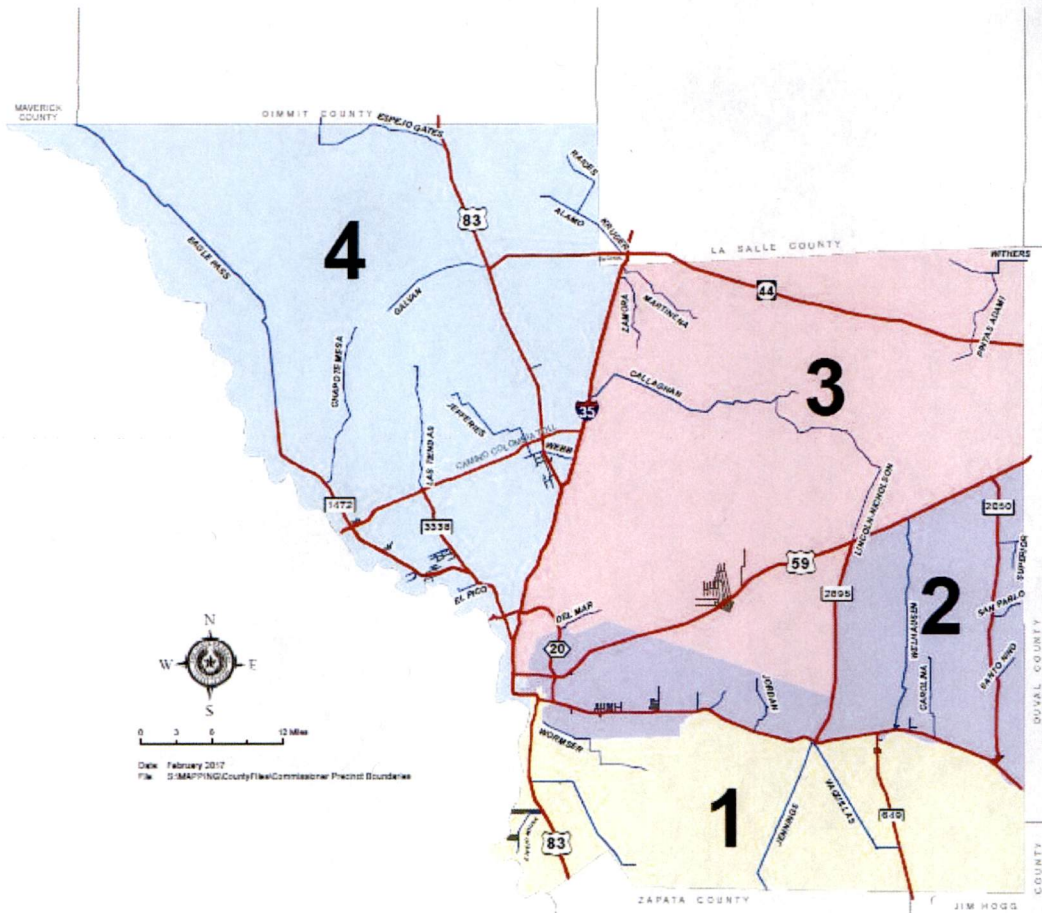 MAVERICK
COUNTY
DIMMIT COUNTY
ESPEJO GATES
RAICES
ALAMO
KRUGER
83
4
EAGLE PASS
GALVAN
LA SALLE COUNTY
WITHERS
44
ZAMORA
MARTINENA
PINTAS ADAMI
CHAPOTE MESA
CALLAGHAN
3
35
JEFFERIES
LAS TIENDAS
CAMINO COLOMBIA TOLL
WEBB
1472
3338
LINCOLN-NICHOLSON
2050
SUPERIOR
59
EL PICO
2895
DEL MAR
SAN PABLO
2
WELHAUSEN
20
SANTO NINO
CAROLINA
DUVAL COUNTY
JORDAN
N
W
E
S
0 3 6 12 Miles
WORMSER
Date: February 2017
File: S:\MAPPING\CountyFiles\Commissioner Precinct Boundaries
1
JENNINGS
VAQUILLAS
649
83
COUNTY
ZAPATA COUNTY
JIM HOGG